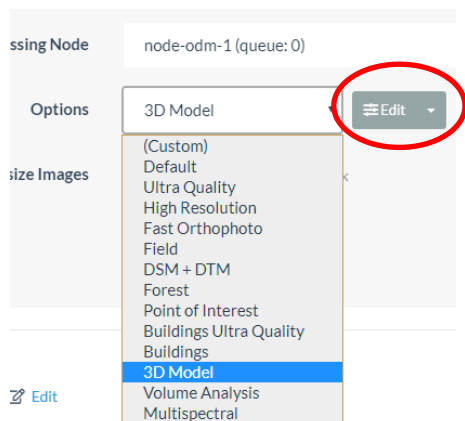 ssing Node
node-odm-1 (queue: 0)
Options
3D Model
Edit
size Images
(Custom)
Default
Ultra Quality
High Resolution
Fast Orthophoto
Field
DSM + DTM
Forest
Point of Interest
Buildings Ultra Quality
Buildings
3D Model
Volume Analysis
Multispectral
Edit